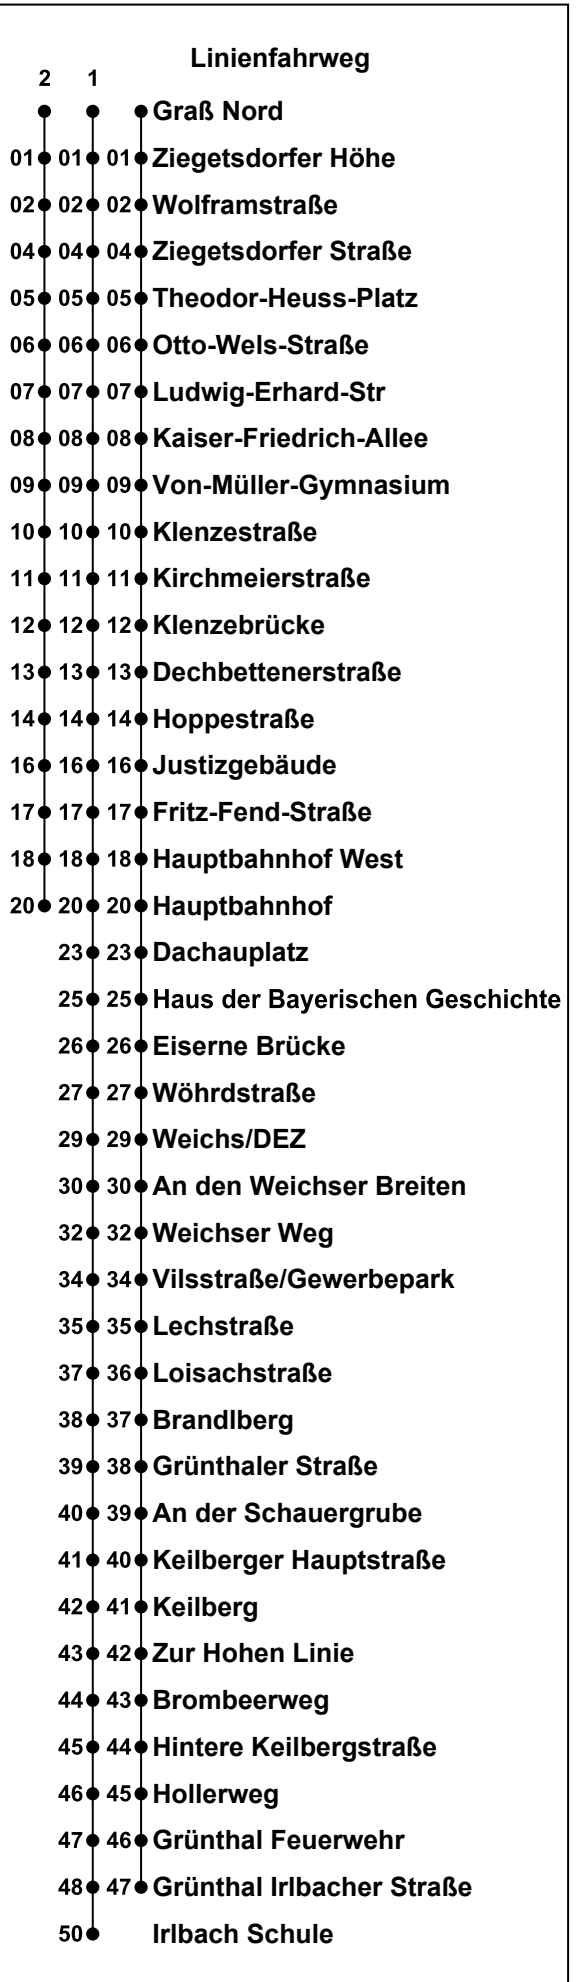 Linienfahrweg
2 1
Graß Nord
01 01 01 Ziegetsdorfer Höhe
02 02 02 Wolframstraße
04 04 04 Ziegetsdorfer Straße
05 05 05 Theodor-Heuss-Platz
06 06 06 Otto-Wels-Straße
07 07 07 Ludwig-Erhard-Str
08 08 08 Kaiser-Friedrich-Allee
09 09 09 Von-Müller-Gymnasium
10 10 10 Klenzestraße
11 11 11 Kirchmeierstraße
12 12 12 Klenzebrücke
13 13 13 Dechbettenerstraße
14 14 14 Hoppestraße
16 16 16 Justizgebäude
17 17 17 Fritz-Fend-Straße
18 18 18 Hauptbahnhof West
20 20 20 Hauptbahnhof
23 23 Dachauplatz
25 25 Haus der Bayerischen Geschichte
26 26 Eiserne Brücke
27 27 Wöhrdstraße
29 29 Weichs/DEZ
30 30 An den Weichser Breiten
32 32 Weichser Weg
34 34 Vilsstraße/Gewerbepark
35 35 Lechstraße
37 36 Loisachstraße
38 37 Brandlberg
39 38 Grünthaler Straße
40 39 An der Schauergrube
41 40 Keilberger Hauptstraße
42 41 Keilberg
43 42 Zur Hohen Linie
44 43 Brombeerweg
45 44 Hintere Keilbergstraße
46 45 Hollerweg
47 46 Grünthal Feuerwehr
48 47 Grünthal Irlbacher Straße
50 Irlbach Schule